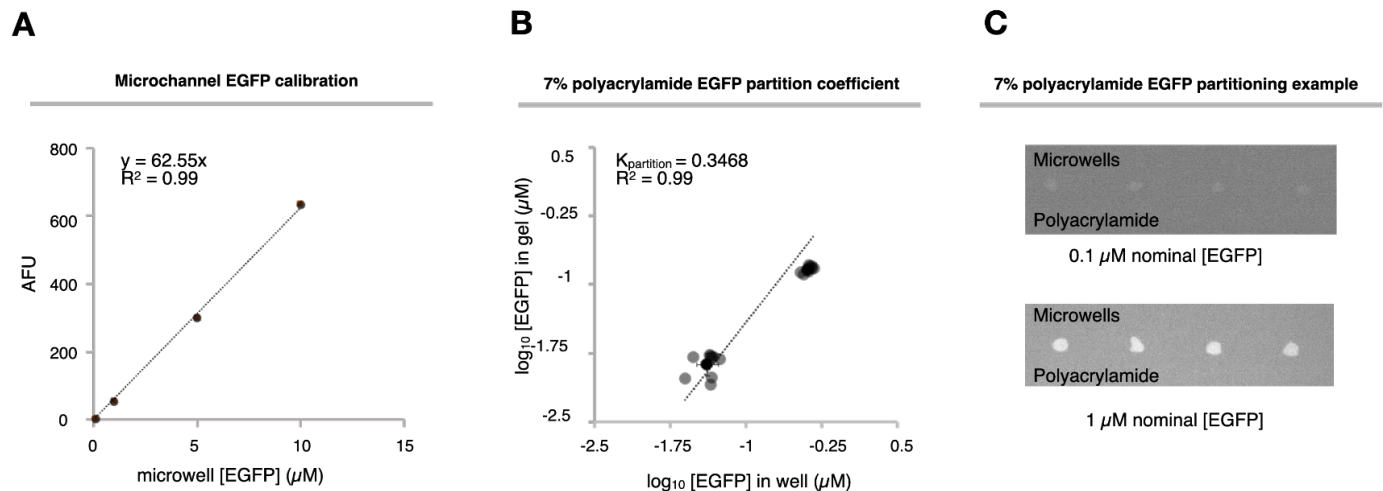 A
Microchannel EGFP calibration
y = 62.55x
R² = 0.99
800
600
400
200
0
0
5
10
15
AFU
microwell [EGFP] (µM)
B
7% polyacrylamide EGFP partition coefficient
Kpartition = 0.3468
R² = 0.99
0.5
-0.25
-1
-1.75
-2.5
-2.5
-1.75
-1
-0.25
0.5
log₁₀ [EGFP] in gel (µM)
log₁₀ [EGFP] in well (µM)
C
7% polyacrylamide EGFP partitioning example
Microwells
Polyacrylamide
0.1 µM nominal [EGFP]
Microwells
Polyacrylamide
1 µM nominal [EGFP]